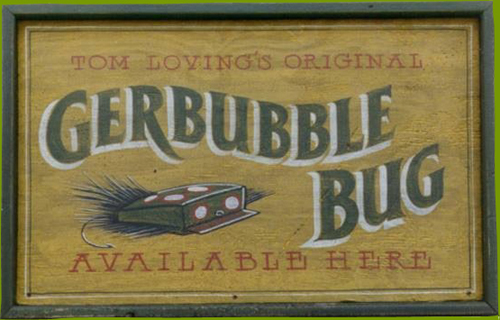 TOM LOVING'S ORIGINAL
GERBUBBLE
BUG
AVAILABLE HERE